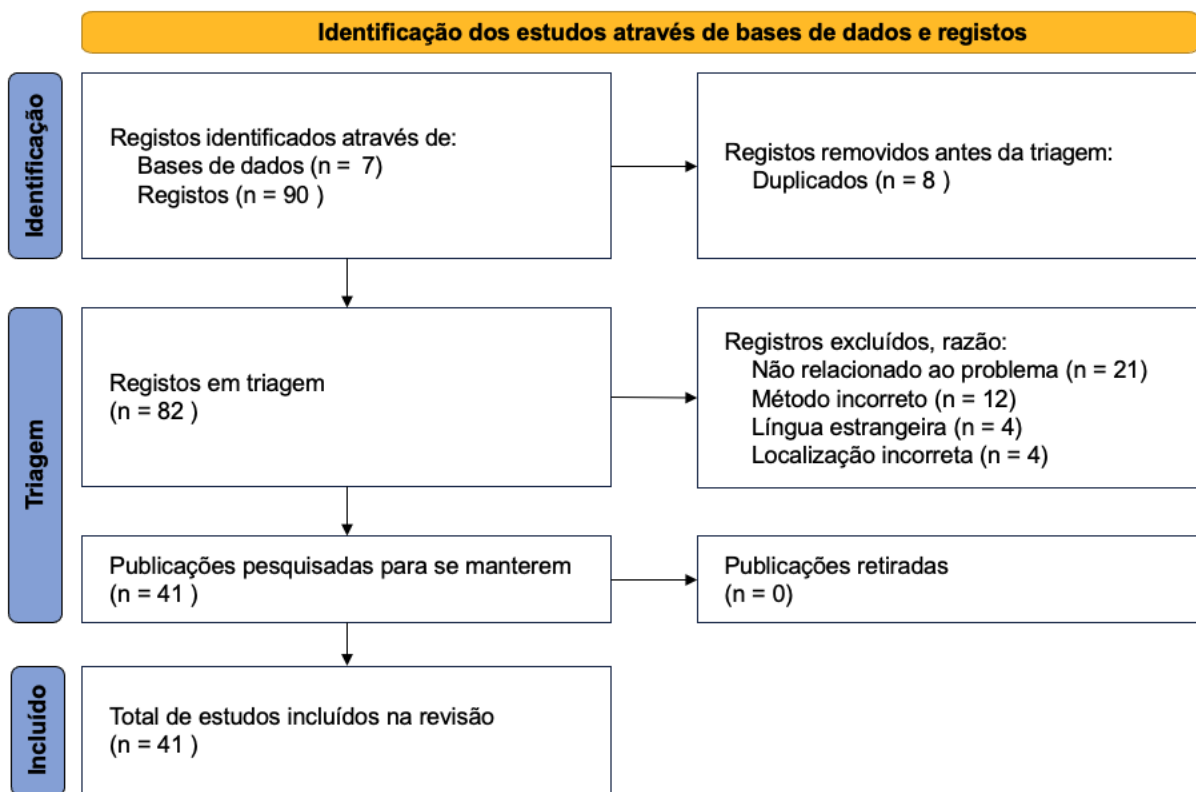 Identificação dos estudos através de bases de dados e registos
Identificação
Registos identificados através de:
Bases de dados (n = 7)
Registos (n = 90 )
Registos removidos antes da triagem:
Duplicados (n = 8 )
Triagem
Registos em triagem
(n = 82 )
Registros excluídos, razão:
Não relacionado ao problema (n = 21)
Método incorreto (n = 12)
Língua estrangeira (n = 4)
Localização incorreta (n = 4)
Publicações pesquisadas para se manterem
(n = 41 )
Publicações retiradas
(n = 0)
Incluído
Total de estudos incluídos na revisão
(n = 41 )